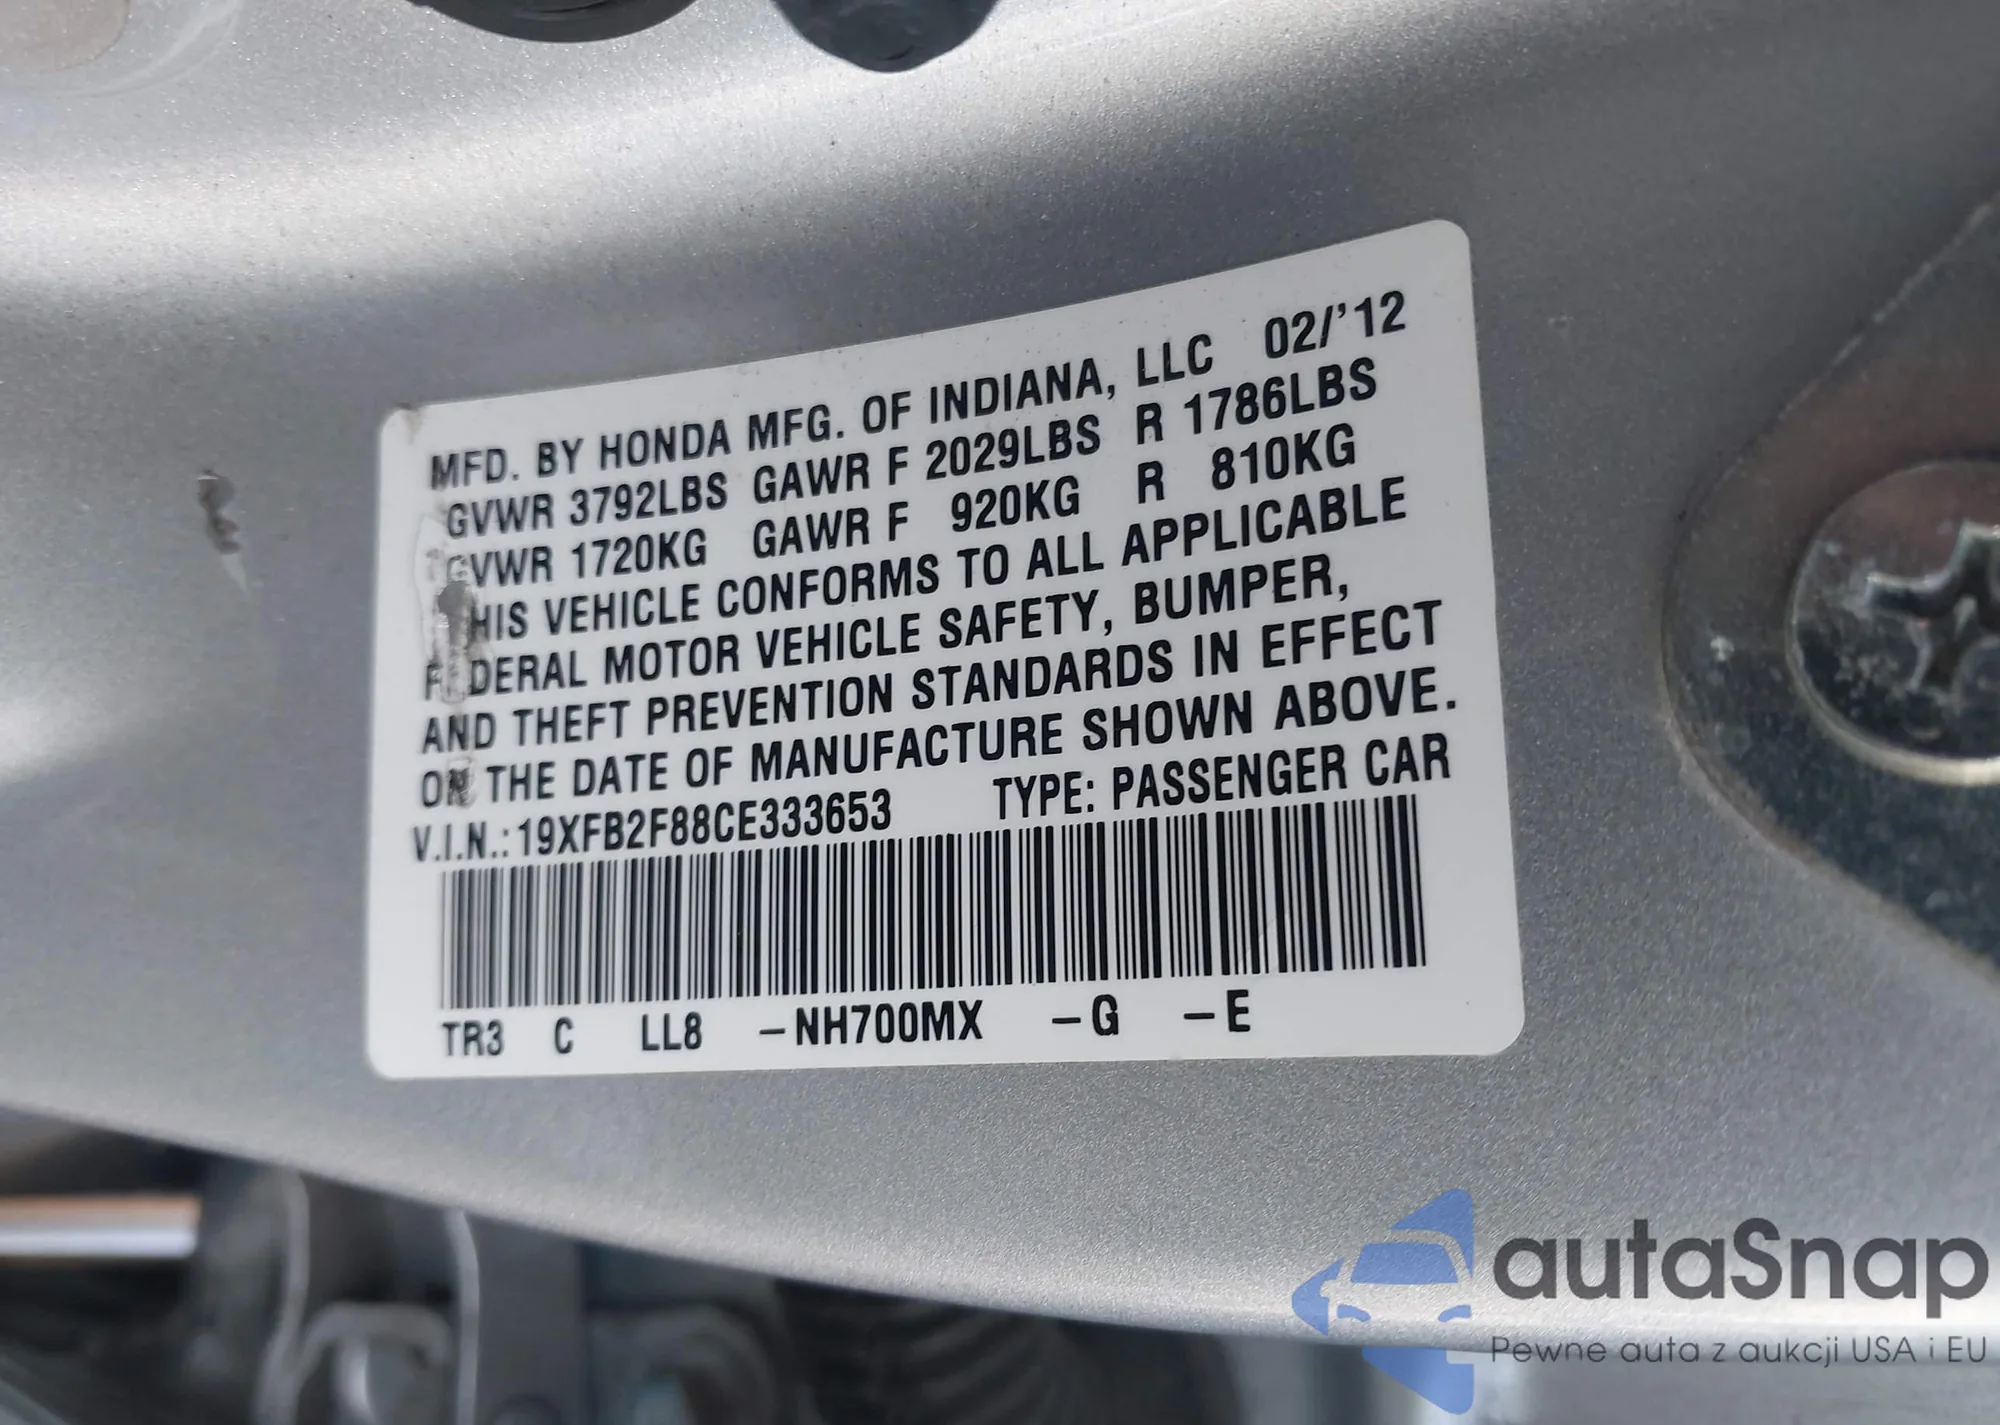 MFD. BY HONDA MFG. OF INDIANA, LLC 02/'12
GVWR 3792LBS GAWR F 2029LBS R 1786LBS
GVWR 1720KG GAWR F 920KG R 810KG
THIS VEHICLE CONFORMS TO ALL APPLICABLE
FEDERAL MOTOR VEHICLE SAFETY, BUMPER,
AND THEFT PREVENTION STANDARDS IN EFFECT
ON THE DATE OF MANUFACTURE SHOWN ABOVE.
V.I.N.: 19XFB2F88CE333653 TYPE: PASSENGER CAR
TR3 C LL8 –NH700MX –G –E
autaSnap
Pewne auta z aukcji USA i EU